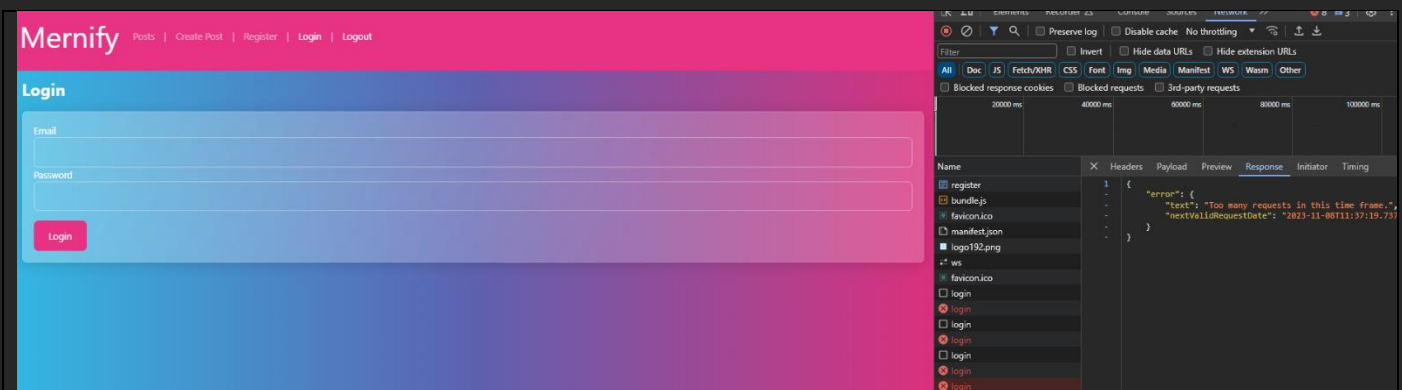 Mernify Posts | Create Post | Register | Login | Logout
Login
Email
Password
Login
Elements Recorder Console Sources Network >> 8 3
Preserve log Disable cache No throttling
Filter Invert Hide data URLs Hide extension URLs
All Doc JS Fetch/XHR CSS Font Img Media Manifest WS Wasm Other
Blocked response cookies Blocked requests 3rd-party requests
20000 ms 40000 ms 60000 ms 80000 ms 100000 ms
Name Headers Payload Preview Response Initiator Timing
register
bundle.js
favicon.ico
manifest.json
logo192.png
ws
favicon.ico
login
login
login
login
login
login
login
1 {
- "error": {
- "text": "Too many requests in this time frame.",
- "nextValidRequestDate": "2023-11-08T11:37:19.737
- }
- }